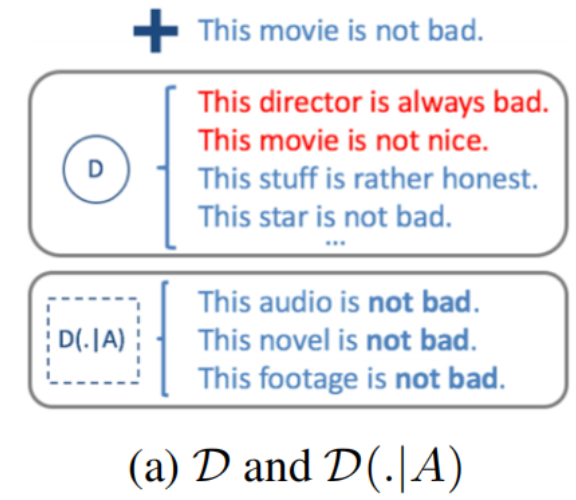 + This movie is not bad.
D
This director is always bad.
This movie is not nice.
This stuff is rather honest.
This star is not bad.
...
D(.|A)
This audio is not bad.
This novel is not bad.
This footage is not bad.
(a) 𝒟 and 𝒟(.|A)